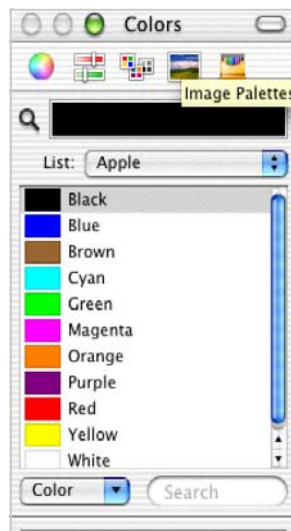 Colors
Image Palettes
List: Apple
Black
Blue
Brown
Cyan
Green
Magenta
Orange
Purple
Red
Yellow
White
Color Search